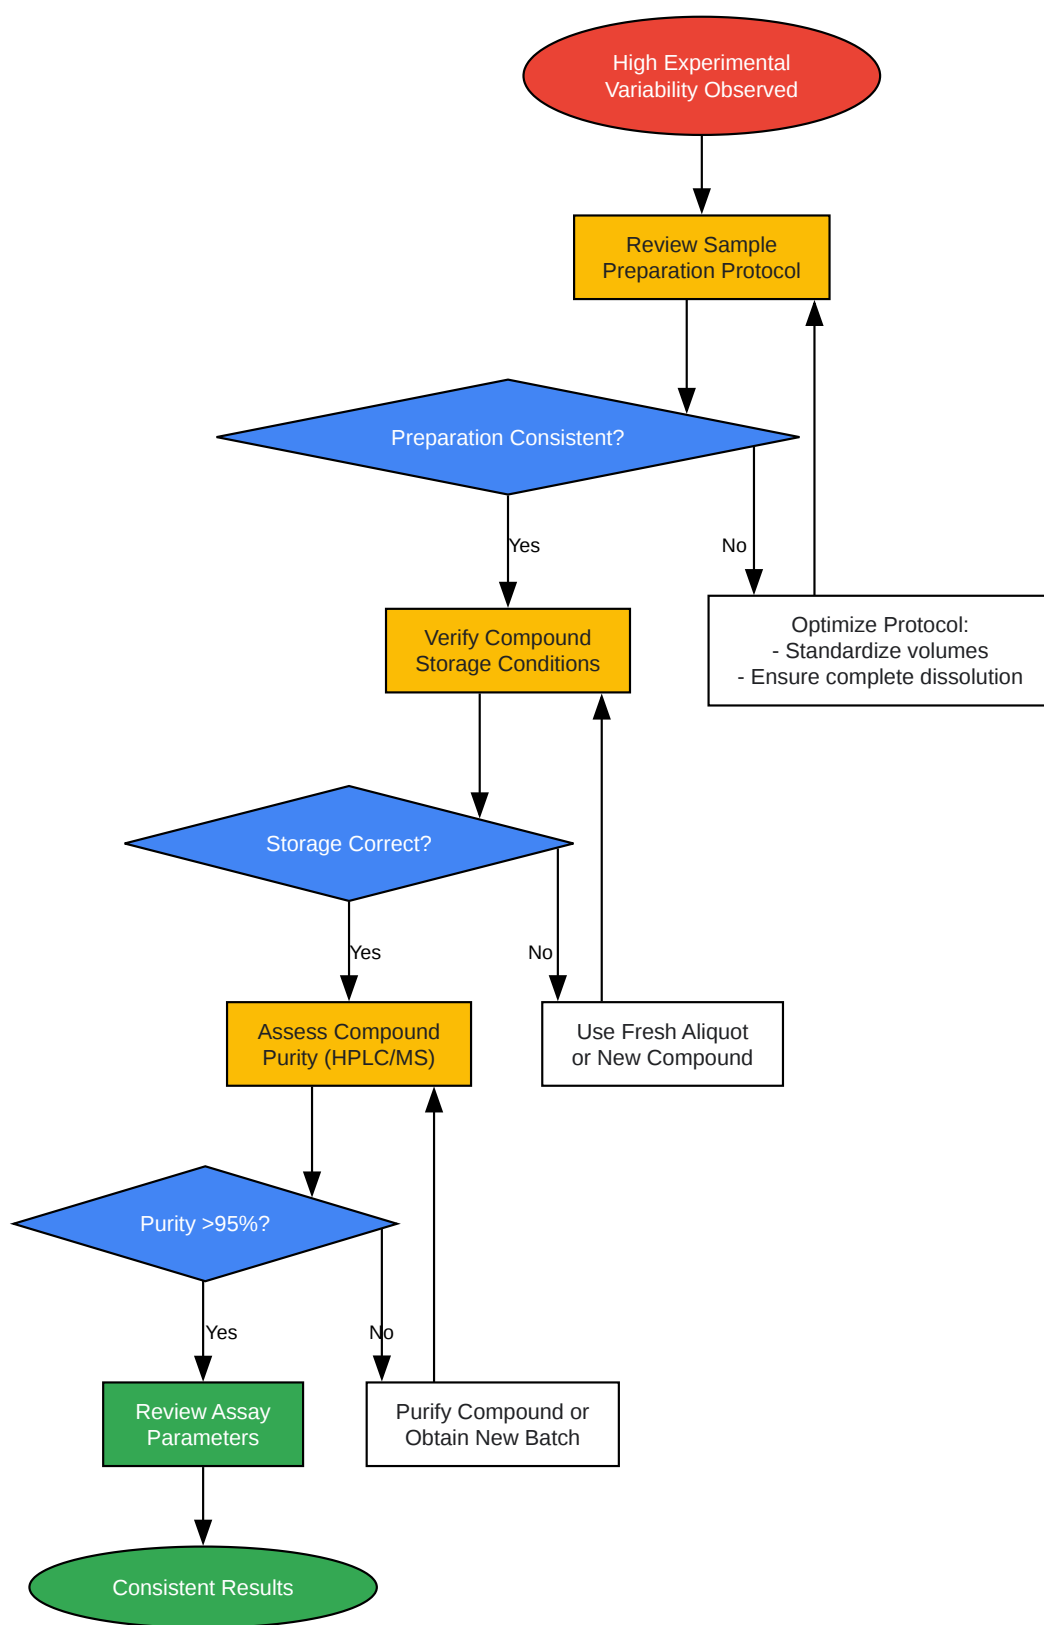 High Experimental
Variability Observed
Review Sample
Preparation Protocol
Preparation Consistent?
Yes
No
Optimize Protocol:
- Standardize volumes
- Ensure complete dissolution
Verify Compound
Storage Conditions
Storage Correct?
Yes
No
Assess Compound
Purity (HPLC/MS)
Use Fresh Aliquot
or New Compound
Purity >95%?
Yes
No
Review Assay
Parameters
Purify Compound or
Obtain New Batch
Consistent Results